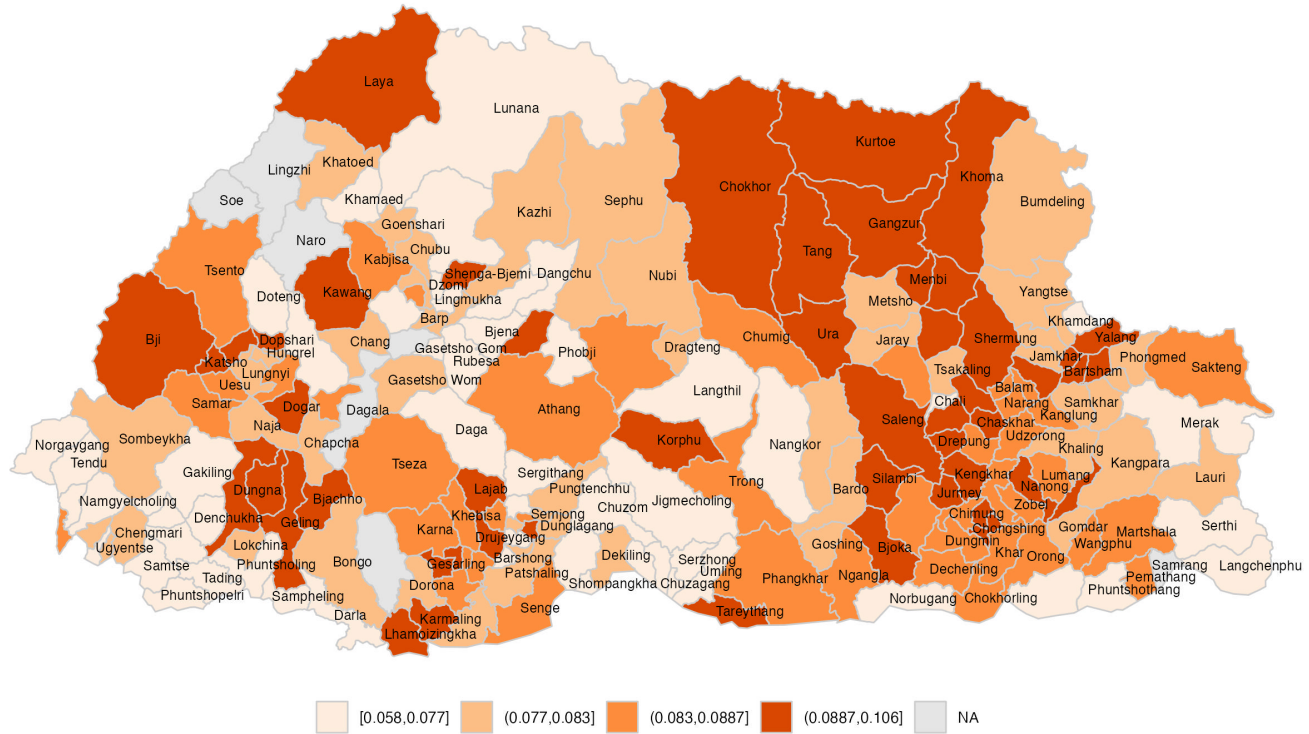 Laya
Lunana
Kurtoe
Khatoed
Lingzhi
Khoma
Chokhor
Khamaed
Soe
Sephu
Bumdeling
Kazhi
Goenshari
Gangzur
Naro
Chubu
Tang
Kabjisa
Tsento
Shenga-Bjemi
Dangchu
Nubi
Menbi
Dzomi
Kawang
Yangtse
Doteng
Lingmukha
Metsho
Barp
Khamdang
Bjena
Ura
Chumig
Yalang
Bji
Dopshari
Chang
Jaray
Shermung
Gasetsho Gom
Dragteng
Hungrel
Phobji
Jamkhar
Phongmed
Katsho
Rubesa
Sakteng
Lungnyi
Tsakaling
Bartsham
Gasetsho Wom
Uesu
Balam
Langthil
Chali
Narang
Samkhar
Samar
Dogar
Dagala
Athang
Kanglung
Saleng
Chaskhar
Merak
Naja
Daga
Udzorong
Sombeykha
Chapcha
Korphu
Drepung
Norgaygang
Nangkor
Khaling
Tendu
Tseza
Kangpara
Gakiling
Sergithang
Kengkhar
Lumang
Lauri
Trong
Silambi
Nanong
Dungna
Lajab
Pungtenchhu
Bardo
Jurmey
Namgyelcholing
Bjachho
Jigmecholing
Zobel
Chuzom
Chimung
Denchukha
Khebisa
Semjong
Geling
Dunglagang
Chongshing
Gomdar
Serthi
Karna
Chengmari
Drujeygang
Dungmin
Martshala
Lokchina
Goshing
Bjoka
Wangphu
Ugyentse
Khar
Orong
Dekiling
Barshong
Serzhong
Samtse
Phuntsholing
Bongo
Gesarling
Samrang
Langchenphu
Umling
Patshaling
Dechenling
Tading
Phangkhar
Ngangla
Pemathang
Shompangkha
Chuzagang
Dorona
Phuntshothang
Phuntshopelri
Sampheling
Norbugang
Chokhorling
Senge
Tareythang
Darla
Karmaling
Lhamoizingkha
[0.058,0.077]
(0.077,0.083]
(0.083,0.0887]
(0.0887,0.106]
NA